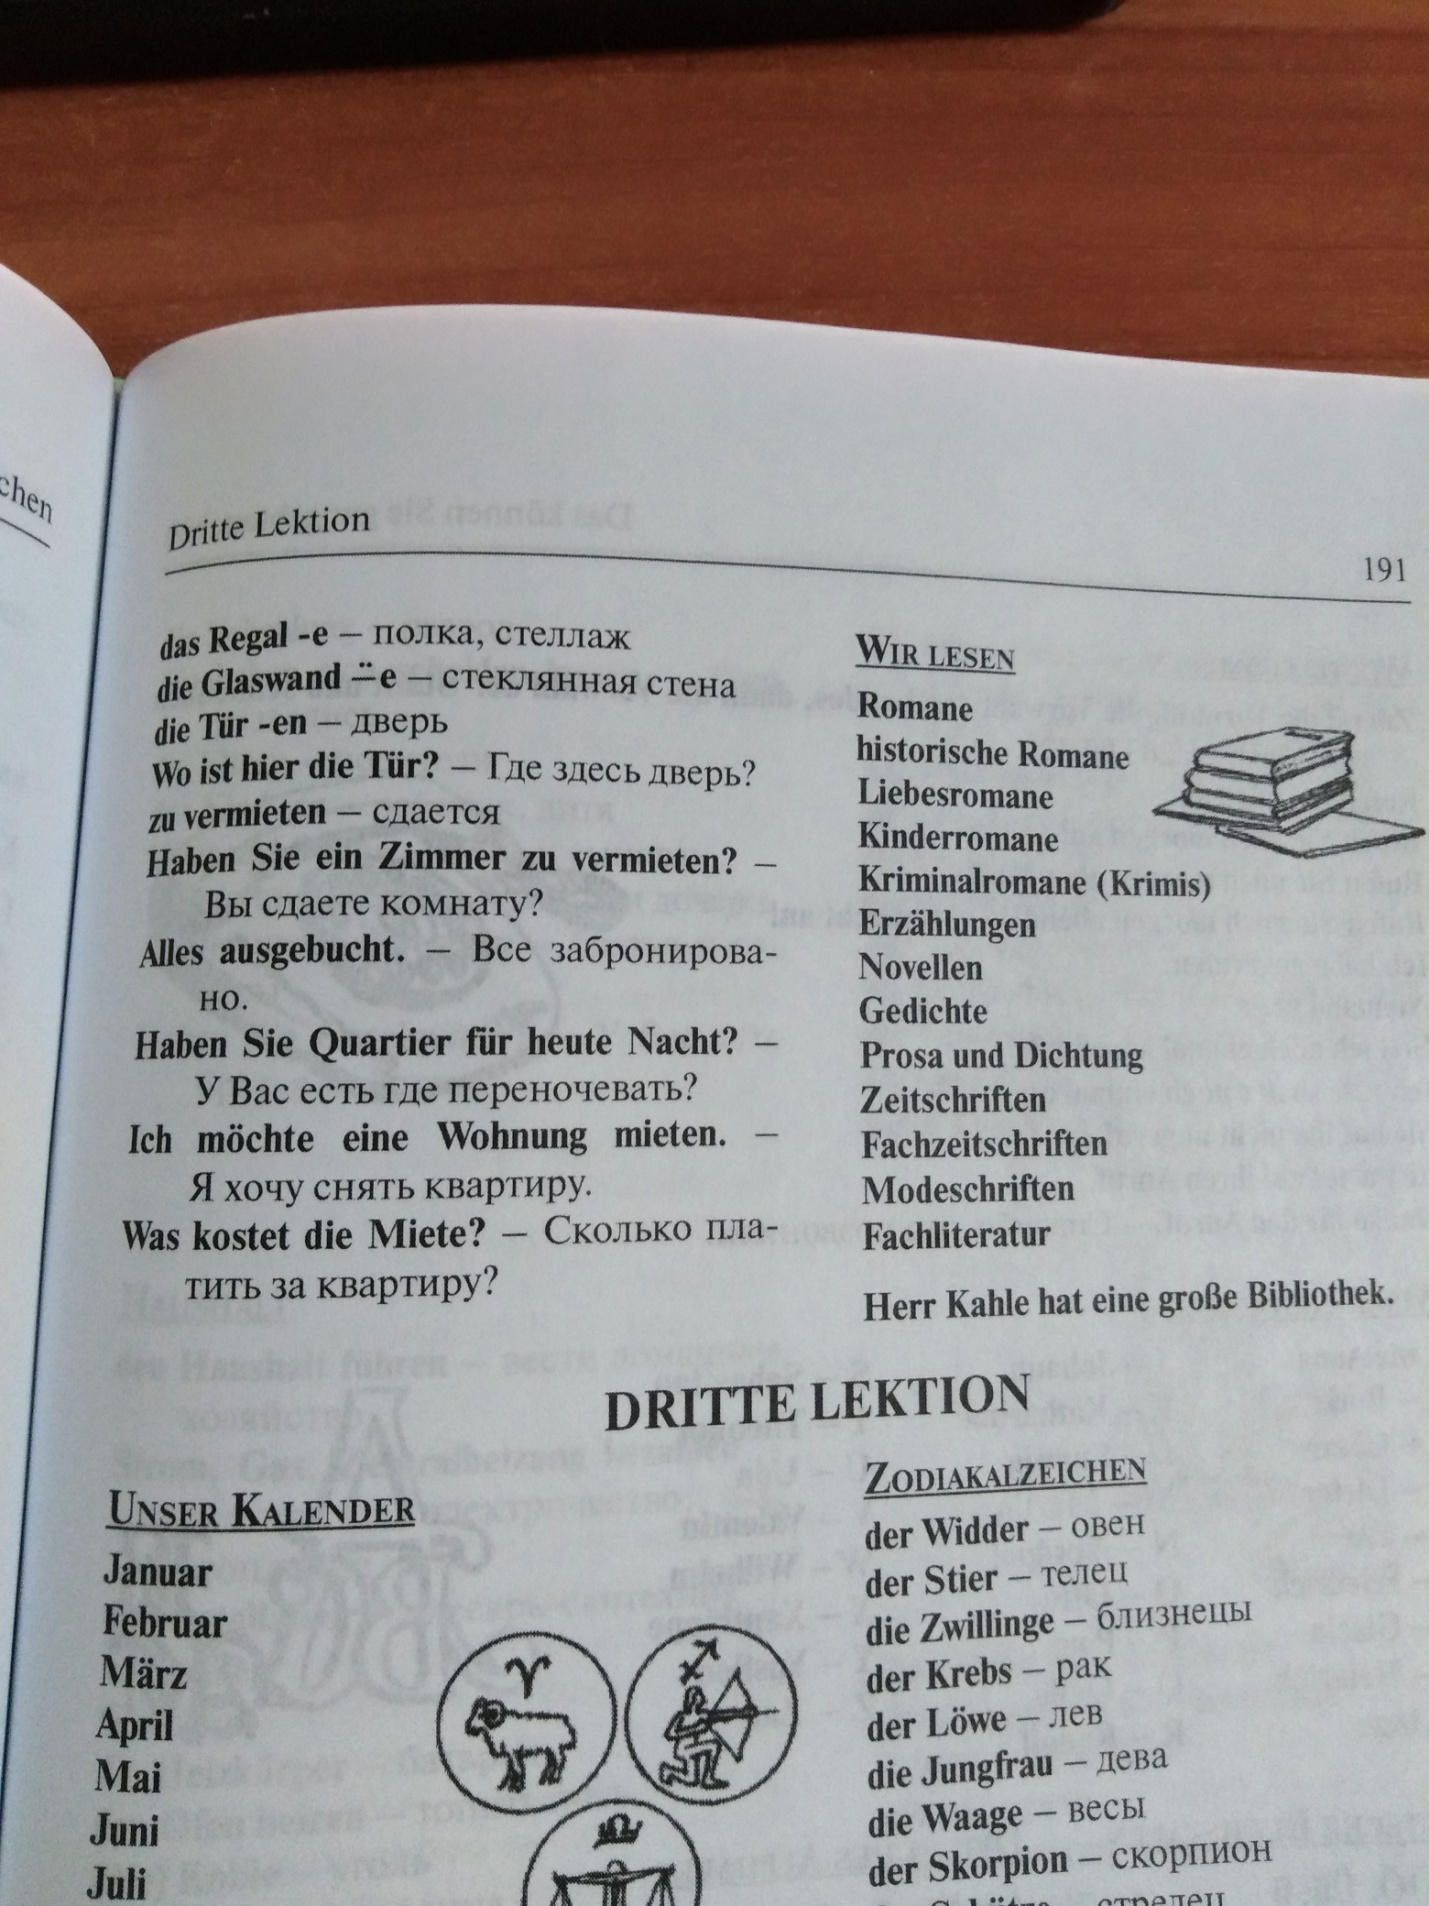 chen
Dritte Lektion
191
das Regal -e – полка, стеллаж
die Glaswand ¨-e – стеклянная стена
die Tür -en – дверь
Wo ist hier die Tür? – Где здесь дверь?
zu vermieten – сдается
Haben Sie ein Zimmer zu vermieten? –
Вы сдаете комнату?
Alles ausgebucht. – Все забронирова-
но.
Haben Sie Quartier für heute Nacht? –
У Вас есть где переночевать?
Ich möchte eine Wohnung mieten. –
Я хочу снять квартиру.
Was kostet die Miete? – Сколько пла-
тить за квартиру?
WIR LESEN
Romane
historische Romane
Liebesromane
Kinderromane
Kriminalromane (Krimis)
Erzählungen
Novellen
Gedichte
Prosa und Dichtung
Zeitschriften
Fachzeitschriften
Modeschriften
Fachliteratur
Herr Kahle hat eine große Bibliothek.
DRITTE LEKTION
UNSER KALENDER
Januar
Februar
März
April
Mai
Juni
Juli
ZODIAKALZEICHEN
der Widder – овен
der Stier – телец
die Zwillinge – близнецы
der Krebs – рак
der Löwe – лев
die Jungfrau – дева
die Waage – весы
der Skorpion – скорпион
– стрелец